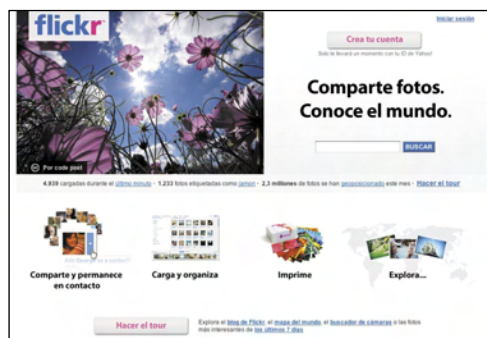 flickr
Iniciar sesión
Crea tu cuenta
Solo te llevará un momento con tu ID de Yahoo!
Comparte fotos.
Conoce el mundo.
BUSCAR
Por code poet
4.939 cargadas durante el último minuto · 1.233 fotos etiquetadas como jamon · 2,3 millones de fotos se han geoposicionado este mes · Hacer el tour
Comparte y permanece
en contacto
Carga y organiza
Imprime
Explora...
Hacer el tour
Explora el blog de Flickr, el mapa del mundo, el buscador de cámaras o las fotos
más interesantes de los últimos 7 días